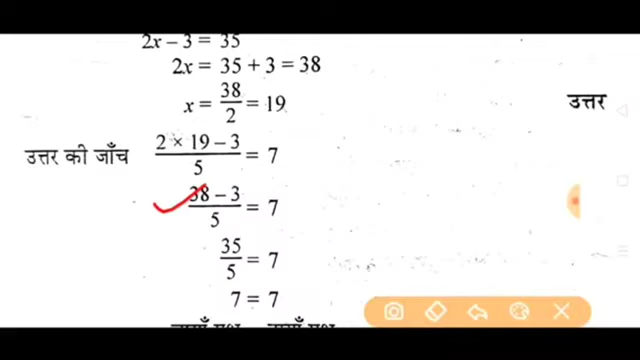 2x – 3 = 35
2x = 35 + 3 = 38
x = 38/2 = 19 उत्तर
उत्तर की जाँच (2 × 19 – 3)/5 = 7
(38 – 3)/5 = 7
35/5 = 7
7 = 7